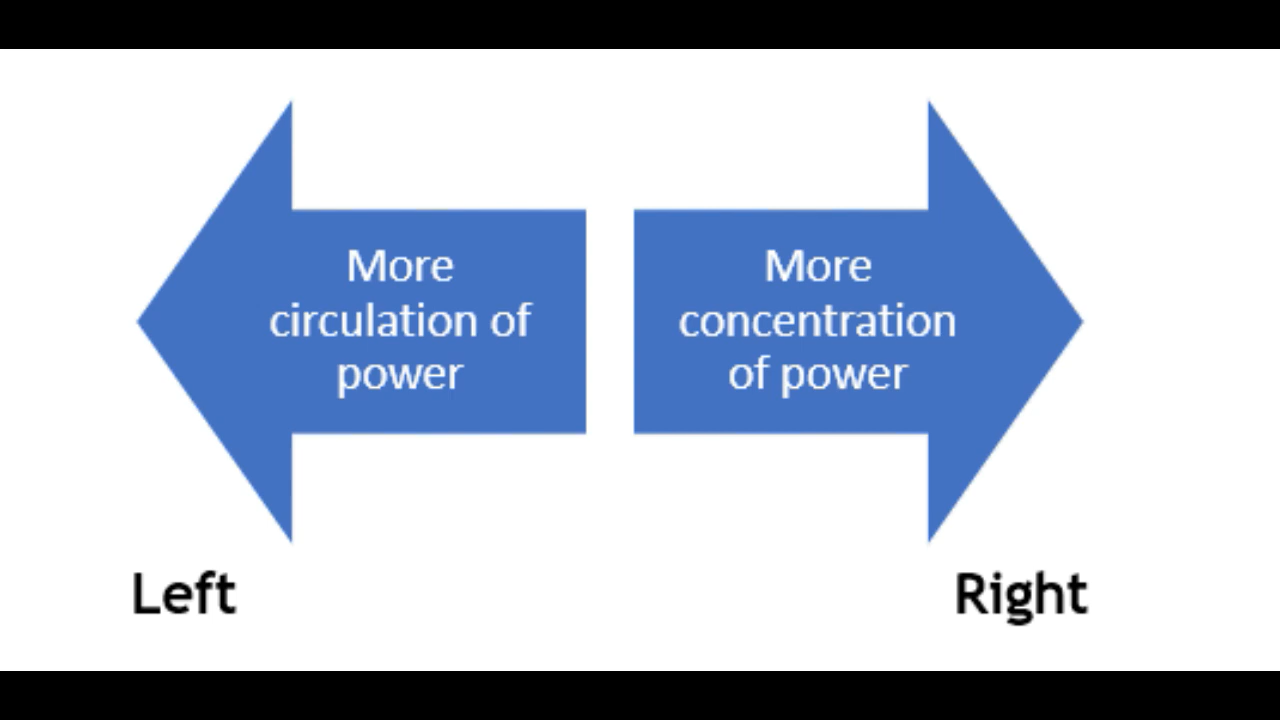 More
circulation of
power
More
concentration
of power
Left
Right